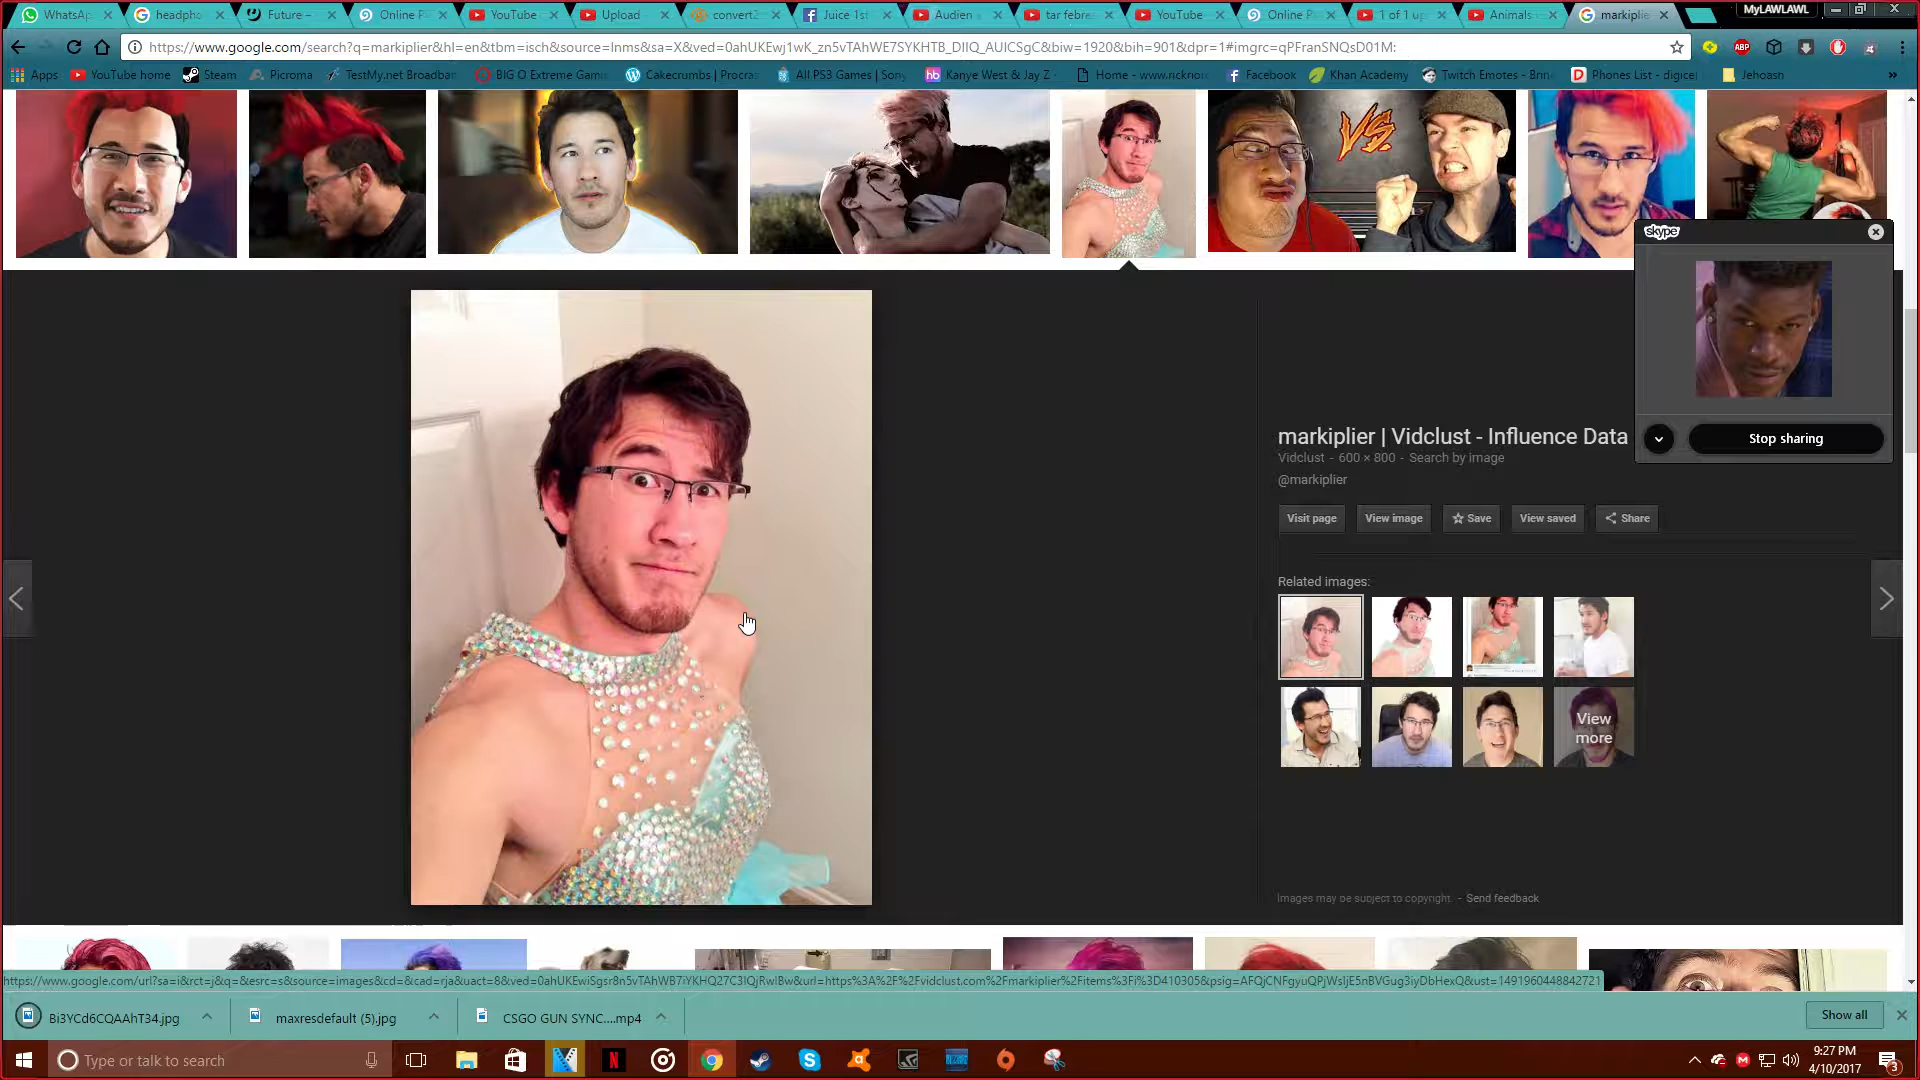 WhatsAp
headpho
Future –
Online P
YouTube
Upload
convert2
Juice 1st
Audien
tar febre
YouTube
Online P
1 of 1 up
Animals
markiplie
MyLAWLAWL
https://www.google.com/search?q=markiplier&hl=en&tbm=isch&source=lnms&sa=X&ved=0ahUKEwj1wK_zn5vTAhWE7SYKHTB_DIIQ_AUICSgC&biw=1920&bih=901&dpr=1#imgrc=qPFranSNQsD01M:
Apps
YouTube home
Steam
Picroma
TestMy.net Broadban
BIG O Extreme Gam
Cakecrumbs | Procras
All PS3 Games | Sony
Kanye West & Jay Z -
Facebook
Khan Academy
Twitch Emotes - Brin
Phones List - digice
Jehoash
VS
skype
Stop sharing
markiplier | Vidclust - Influence Data
Vidclust - 600 × 800 - Search by image
@markiplier
Visit page
View image
Save
View saved
Share
Related images:
View
more
Images may be subject to copyright. - Send feedback
Bi3YCd6CQAAhT34.jpg
maxresdefault (5).jpg
CSGO GUN SYNC....mp4
Show all
Type or talk to search
9:27 PM
4/10/2017
3